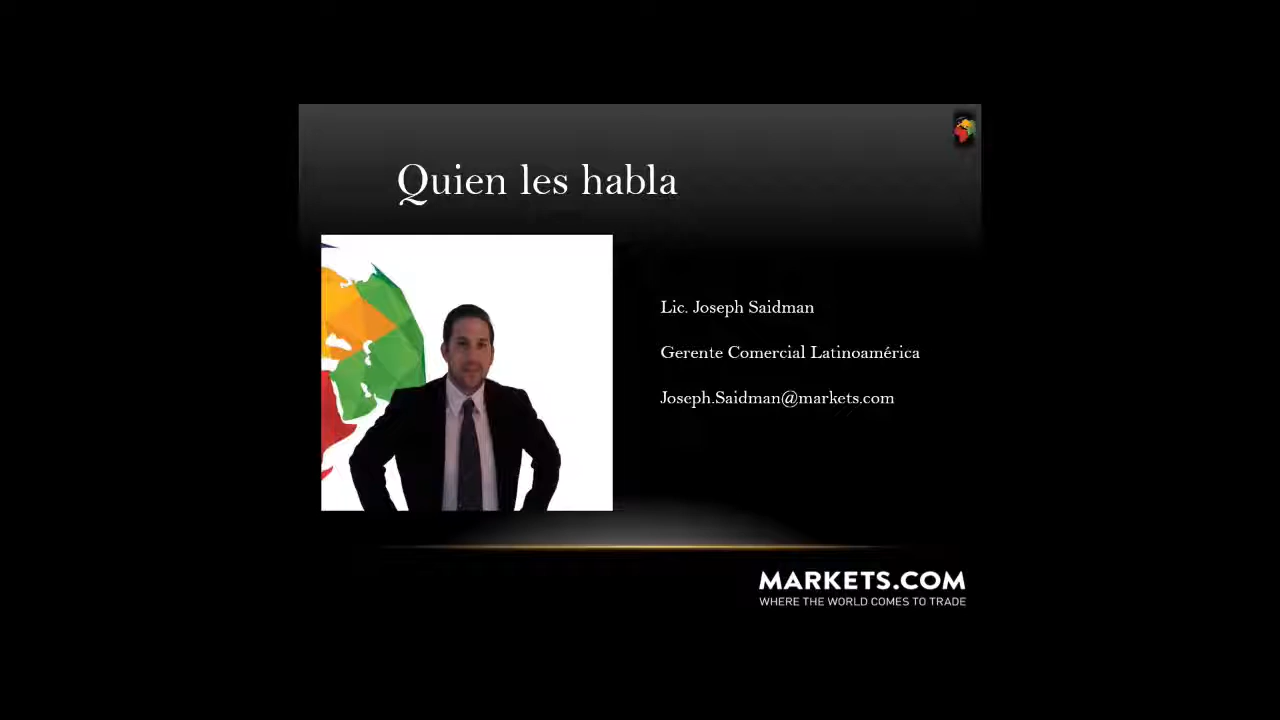 Quien les habla
Lic. Joseph Saidman
Gerente Comercial Latinoamérica
Joseph.Saidman@markets.com
MARKETS.COM
WHERE THE WORLD COMES TO TRADE